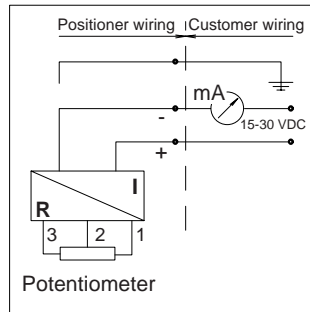 Positioner wiring Customer wiring
mA
-
15-30 VDC
+
I
R
3 2 1
Potentiometer